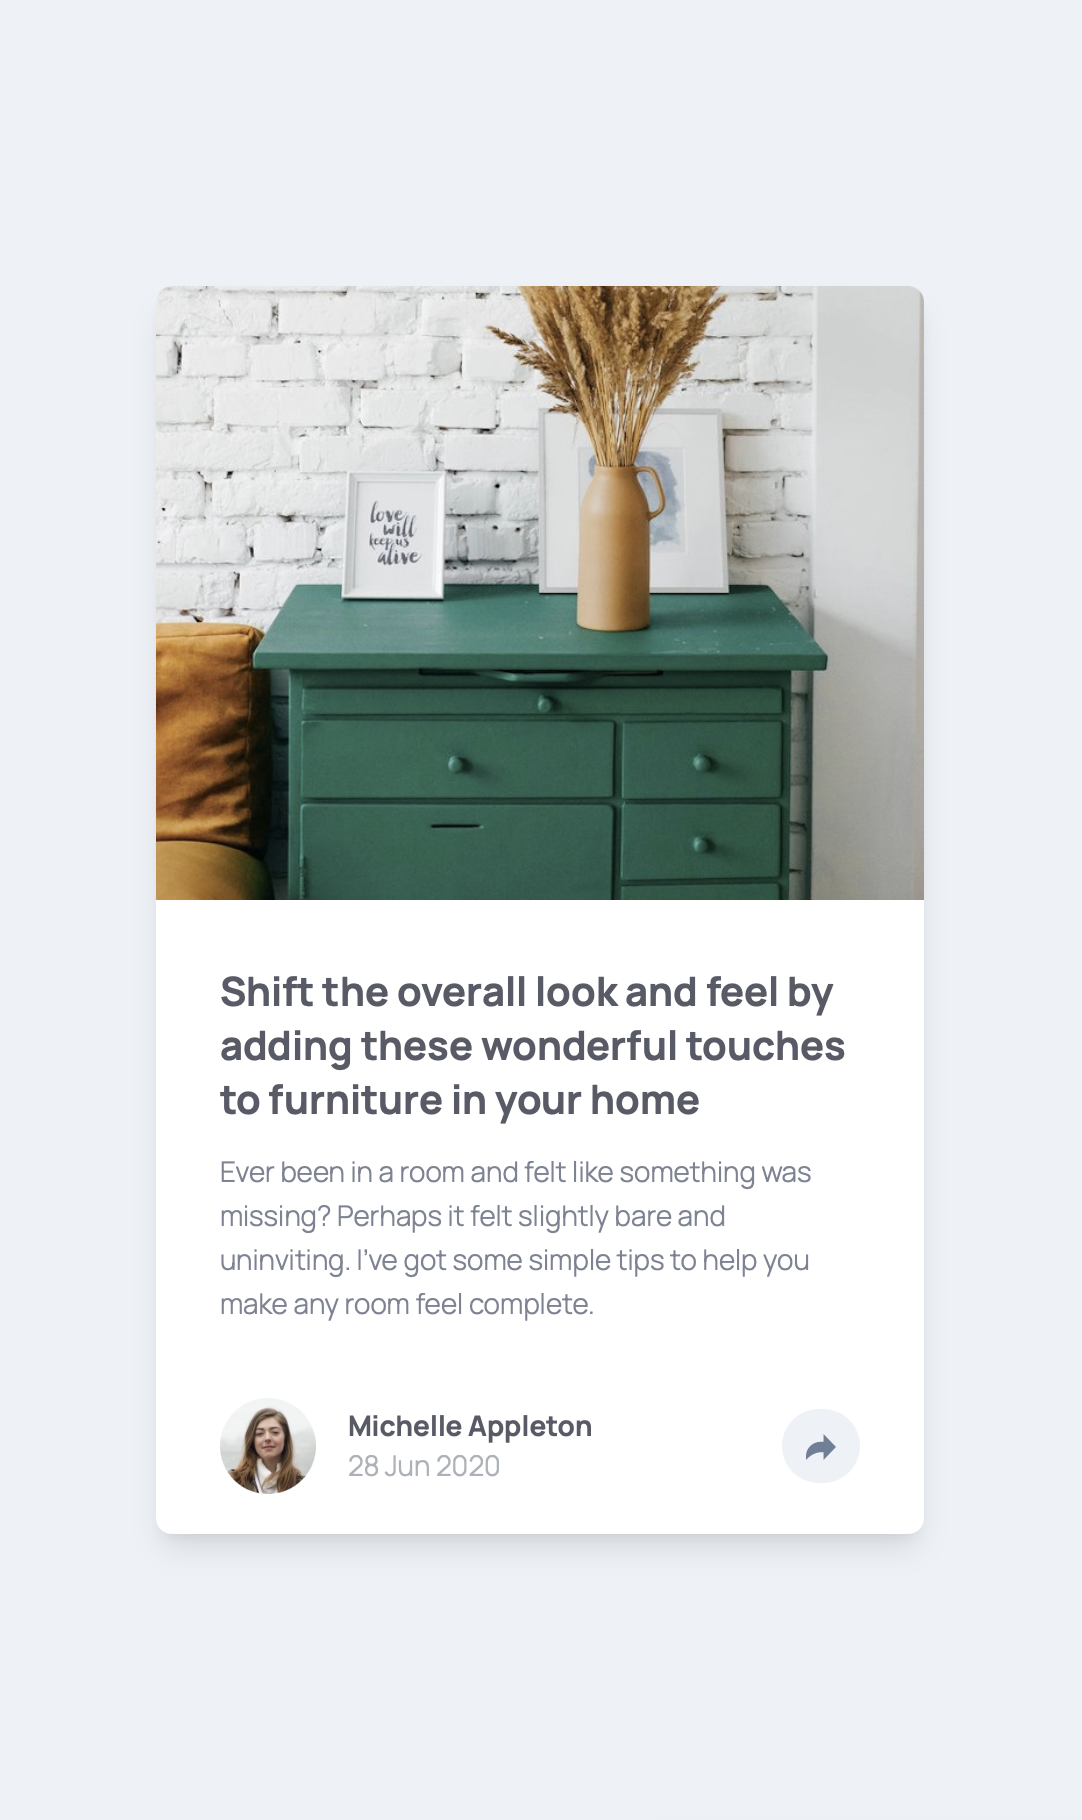 love
will
keep us
alive
Shift the overall look and feel by
adding these wonderful touches
to furniture in your home
Ever been in a room and felt like something was
missing? Perhaps it felt slightly bare and
uninviting. I’ve got some simple tips to help you
make any room feel complete.
Michelle Appleton
28 Jun 2020